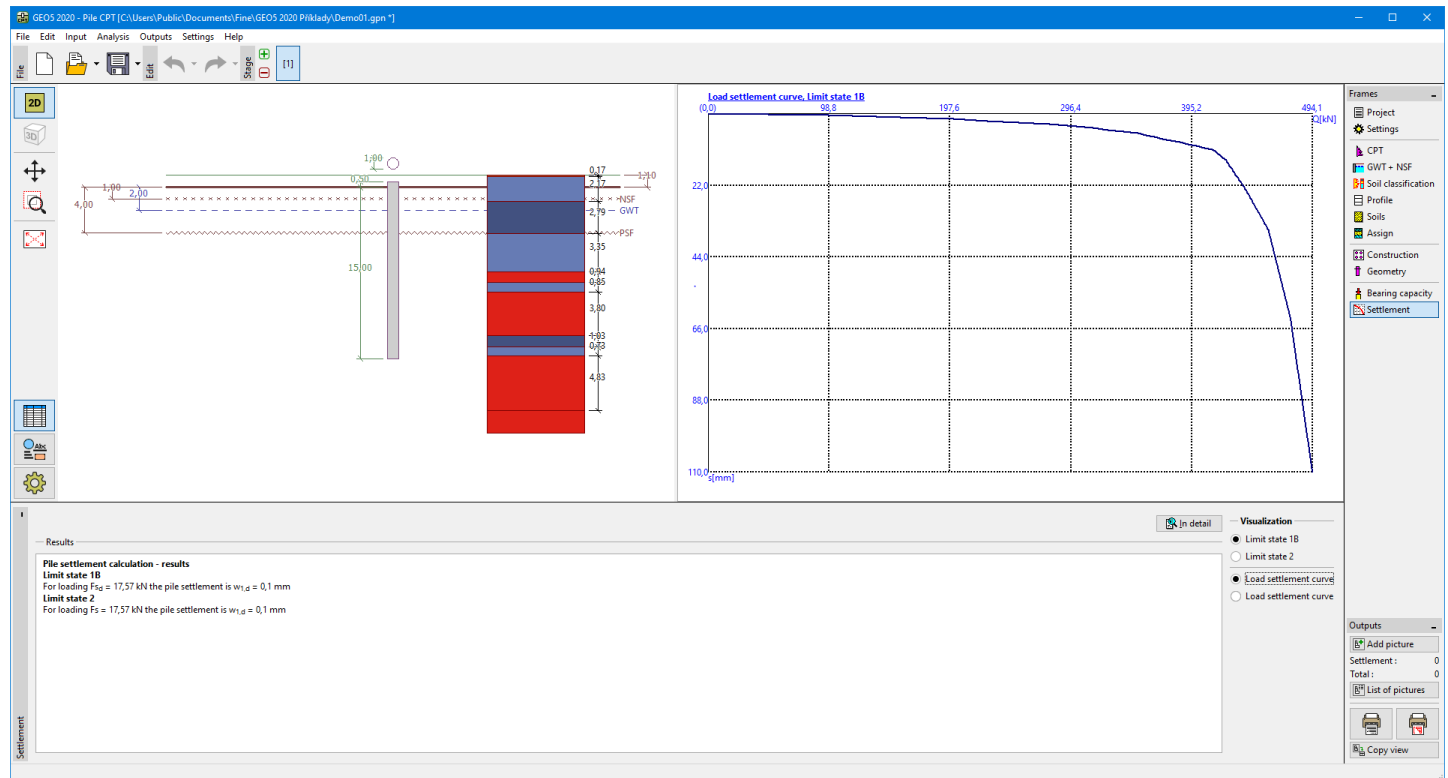 GEO5 2020 - Pile CPT [C:\Users\Public\Documents\Fine\GEO5 2020 Příklady\Demo01.gpn *]
File Edit Input Analysis Outputs Settings Help
File
Edit
Stage
[1]
2D
3D
1,00
0,50
1,00
2,00
4,00
15,00
0,17
1,10
2,17
NSF
2,79
GWT
PSF
3,35
0,94
0,85
3,80
1,03
0,73
4,83
Load settlement curve, Limit state 1B
(0,0) 98,8 197,6 296,4 395,2 494,1
Q[kN]
22,0
44,0
66,0
88,0
110,0
s[mm]
Frames
Project
Settings
CPT
GWT + NSF
Soil classification
Profile
Soils
Assign
Construction
Geometry
Bearing capacity
Settlement
Abc
Settlement
In detail
Results
Pile settlement calculation - results
Limit state 1B
For loading Fsd = 17,57 kN the pile settlement is w1,d = 0,1 mm
Limit state 2
For loading Fs = 17,57 kN the pile settlement is w1,d = 0,1 mm
Visualization
Limit state 1B
Limit state 2
Load settlement curve
Load settlement curve
Outputs
Add picture
Settlement : 0
Total : 0
List of pictures
Copy view